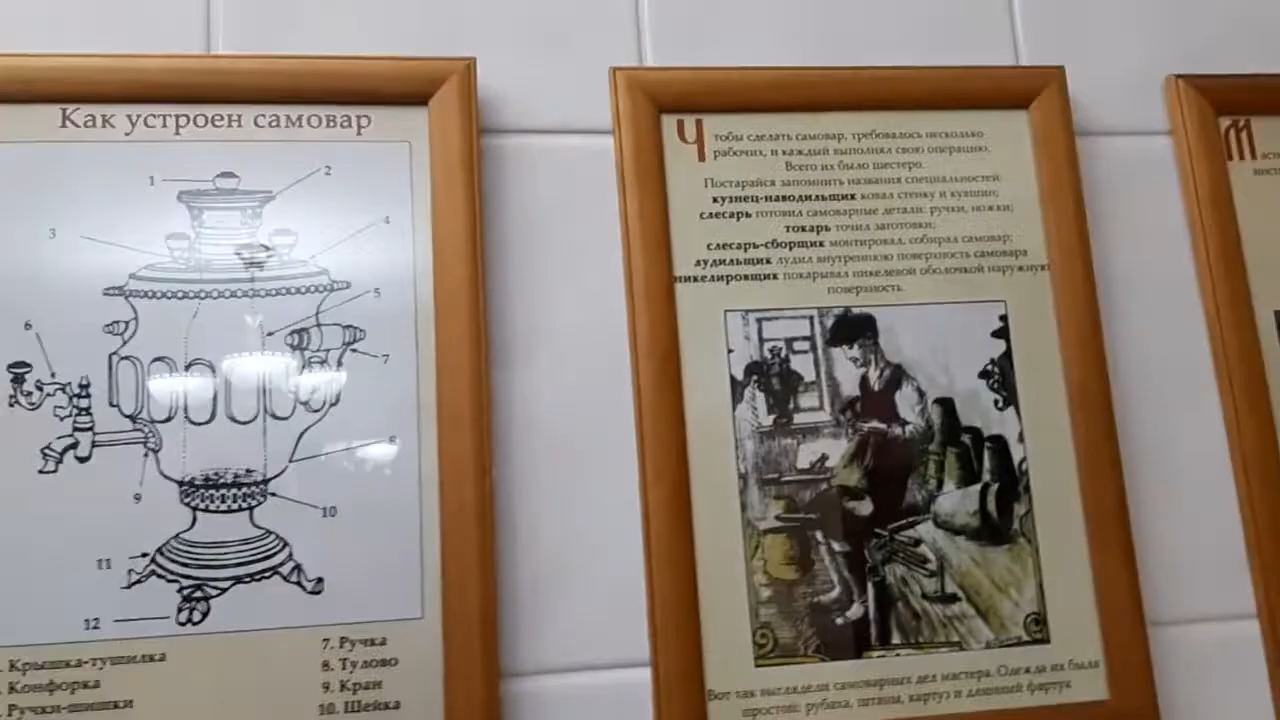 Как устроен самовар
1
2
3
4
5
6
7
8
9
10
11
12
Крышка-тушилка
Конфорка
Ручки-шишки
7. Ручка
8. Тулово
9. Кран
10. Шейка
Чтобы сделать самовар, требовалось несколько
рабочих, и каждый выполнял свою операцию.
Всего их было шестеро.
Постарайся запомнить названия специальностей:
кузнец-наводильщик ковал стенку и кувшин;
слесарь готовил самоварные детали: ручки, ножки;
токарь точил заготовки;
слесарь-сборщик монтировал, собирал самовар;
лудильщик лудил внутреннюю поверхность самовара
никелировщик покарывал никелевой оболочкой наружную
поверхность.
Вот так выглядели самоварных дел мастера. Одежда их была
простой: рубаха, штаны, картуз и длинный фартук